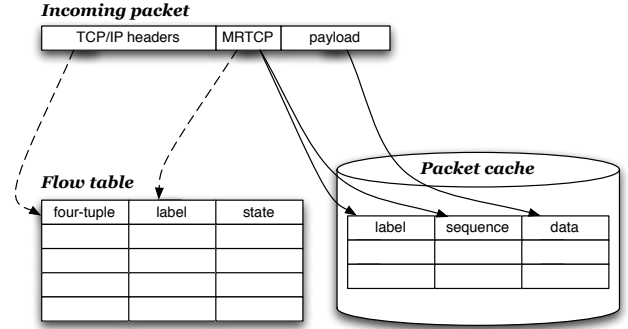 Incoming packet
TCP/IP headers MRTCP payload
Packet cache
Flow table
four-tuple label state
label sequence data